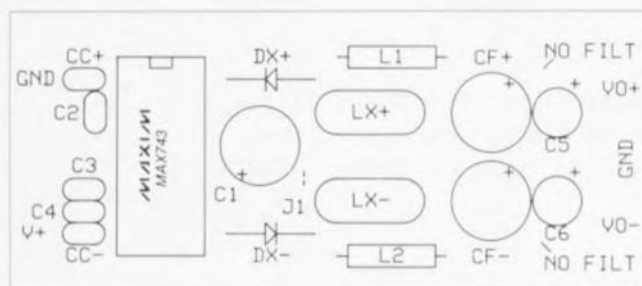 CC+
GND
C2
C3
C4
V+
CC-
MAXIM
MAX743
DX+
C1
J1
DX-
L1
LX+
LX-
L2
CF+
NO FILT
VO+
C5
GND
C6
VO-
CF-
NO FILT